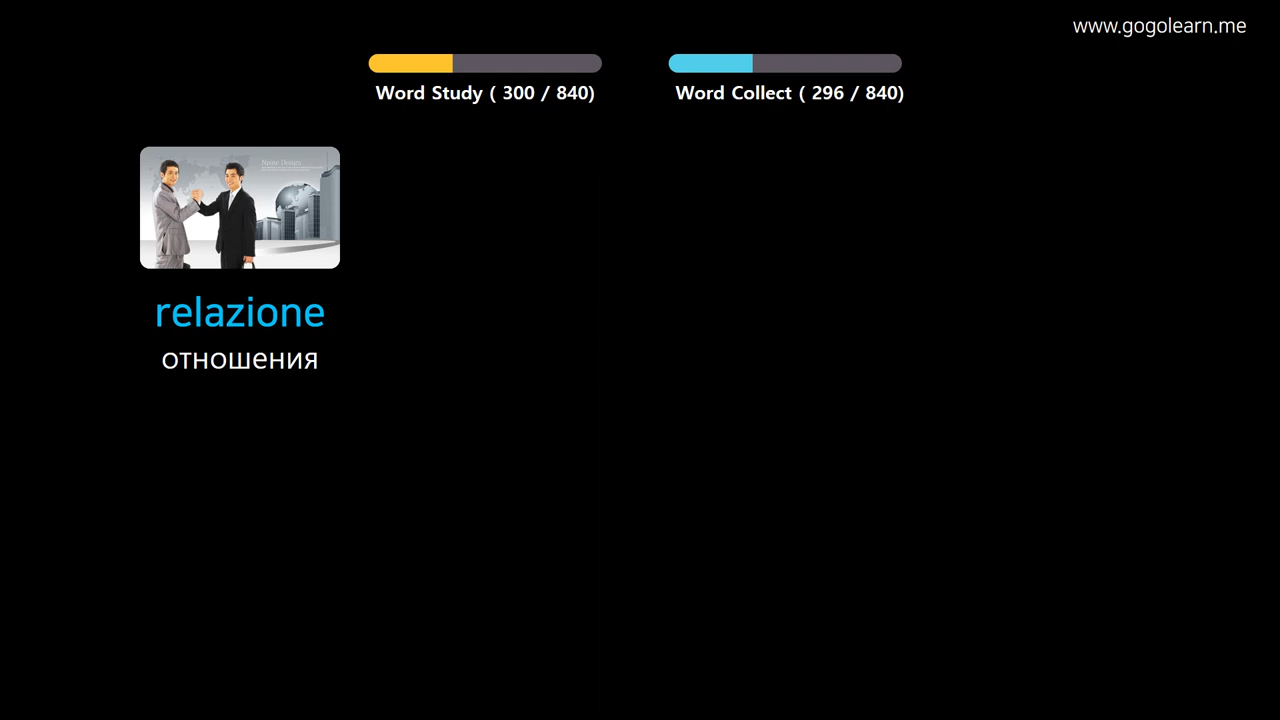 www.gogolearn.me
Word Study ( 300 / 840)
Word Collect ( 296 / 840)
relazione
отношения